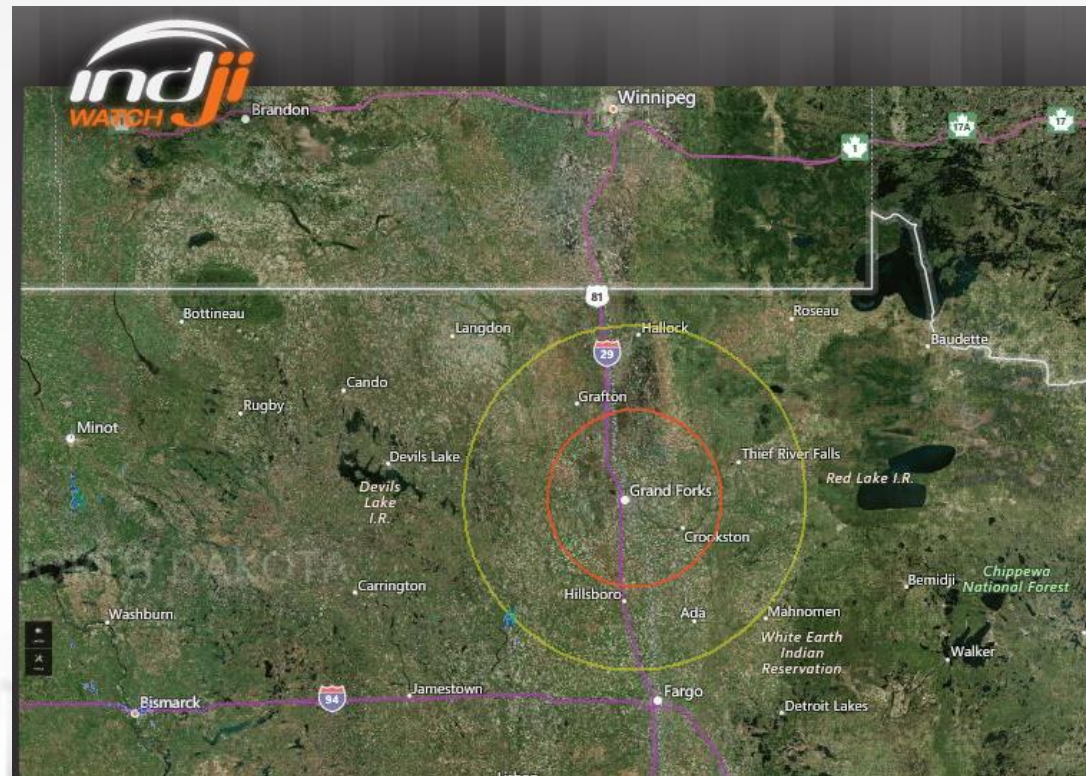 indji
WATCH
Brandon
Winnipeg
1
17A
17
81
Bottineau
Langdon
Hallock
Roseau
29
Baudette
Cando
Grafton
Rugby
Minot
Devils Lake
Thief River Falls
Devils
Lake
I.R.
Red Lake I.R.
Grand Forks
Crookston
NORTH DAKOTA
Carrington
Hillsboro
Bemidji
Chippewa
National Forest
Washburn
Ada
Mahnomen
White Earth
Indian
Reservation
Walker
Bismarck
94
Jamestown
Fargo
Detroit Lakes